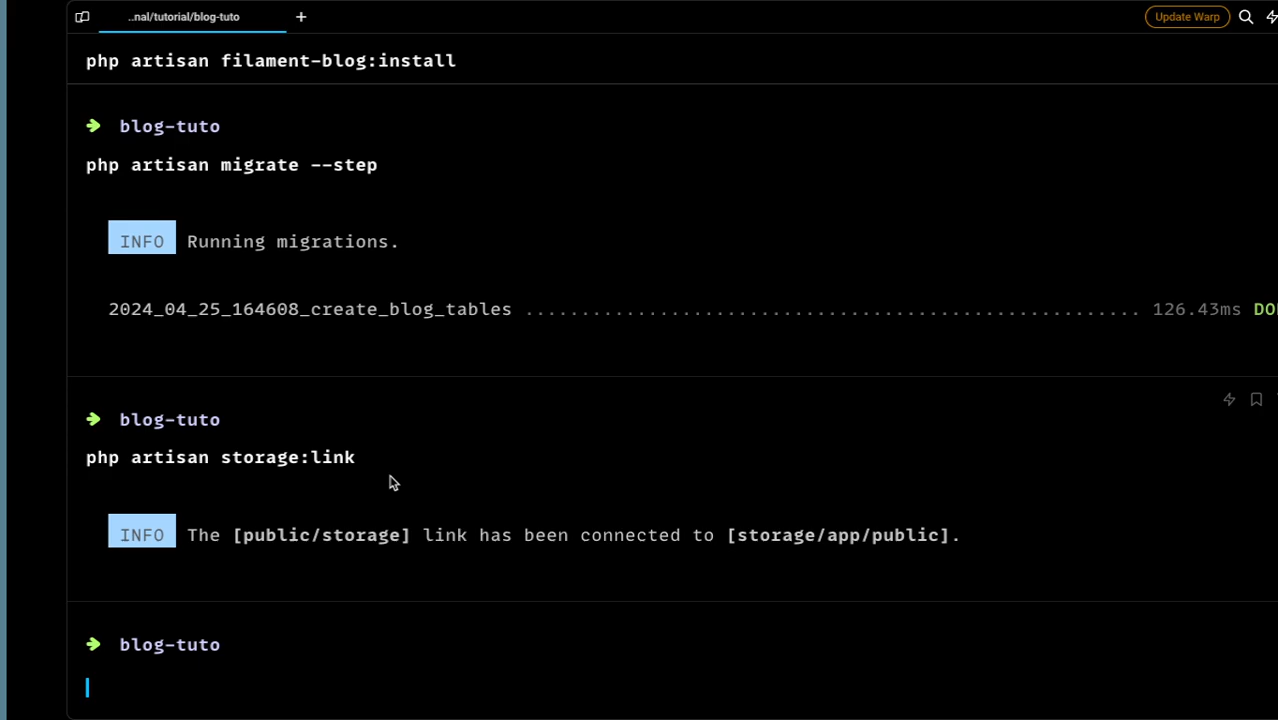 ..nal/tutorial/blog-tuto
+
Update Warp
php artisan filament-blog:install
➜ blog-tuto
php artisan migrate --step
INFO Running migrations.
2024_04_25_164608_create_blog_tables ....................................................... 126.43ms DO
➜ blog-tuto
php artisan storage:link
INFO The [public/storage] link has been connected to [storage/app/public].
➜ blog-tuto